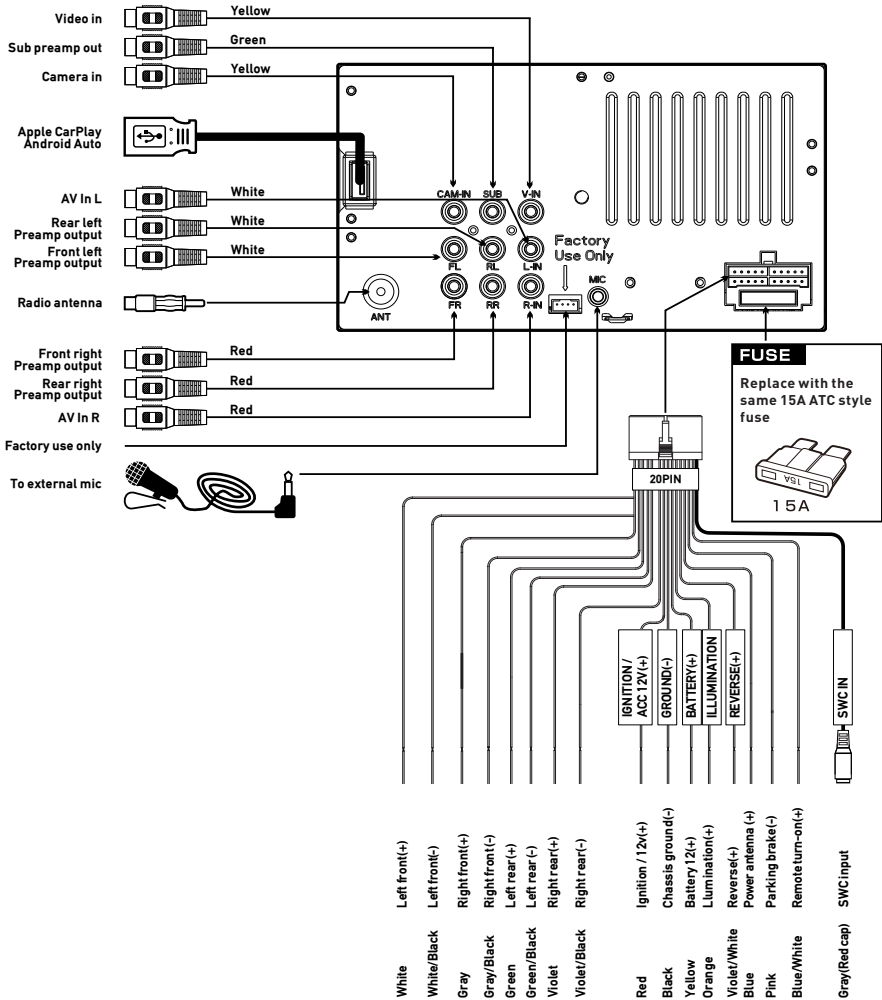 Video in
Yellow
Sub preamp out
Green
Camera in
Yellow
Apple CarPlay
Android Auto
AV In L
White
Rear left
Preamp output
White
Front left
Preamp output
White
Radio antenna
CAM-IN
SUB
V-IN
FL
RL
L-IN
FR
RR
R-IN
ANT
Factory
Use Only
MIC
Front right
Preamp output
Red
Rear right
Preamp output
Red
AV In R
Red
Factory use only
To external mic
FUSE
Replace with the
same 15A ATC style
fuse
15A
15A
20PIN
IGNITION /
ACC 12V(+)
GROUND(-)
BATTERY(+)
ILLUMINATION
REVERSE(+)
SWC IN
White Left front(+)
White/Black Left front(-)
Gray Right front(+)
Gray/Black Right front(-)
Green Left rear(+)
Green/Black Left rear(-)
Violet Right rear(+)
Violet/Black Right rear(-)
Red Ignition / 12v(+)
Black Chassis ground(-)
Yellow Battery 12(+)
Orange Llumination(+)
Violet/White Reverse(+)
Blue Power antenna (+)
Pink Parking brake(-)
Blue/White Remote turn-on(+)
Gray(Red cap) SWC input